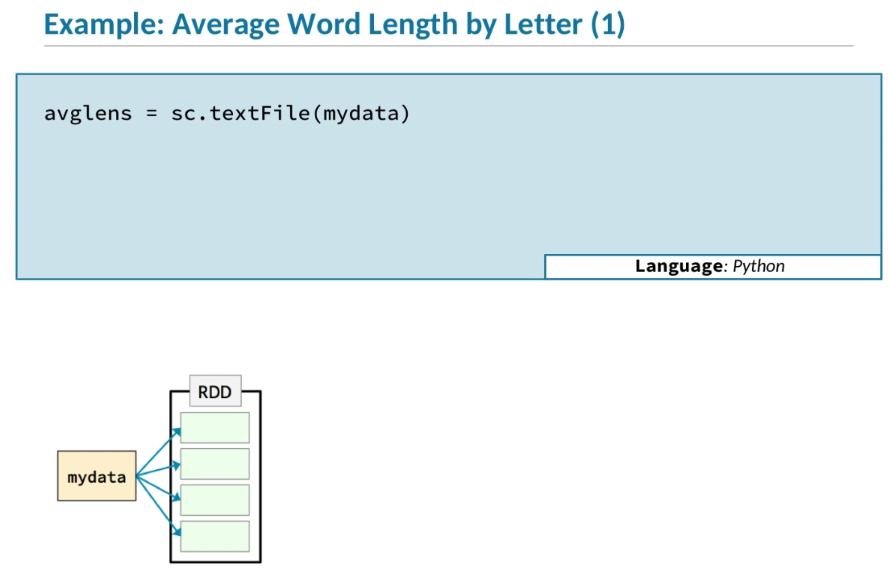 Example: Average Word Length by Letter (1)
avglens = sc.textFile(mydata)
Language: Python
RDD
mydata